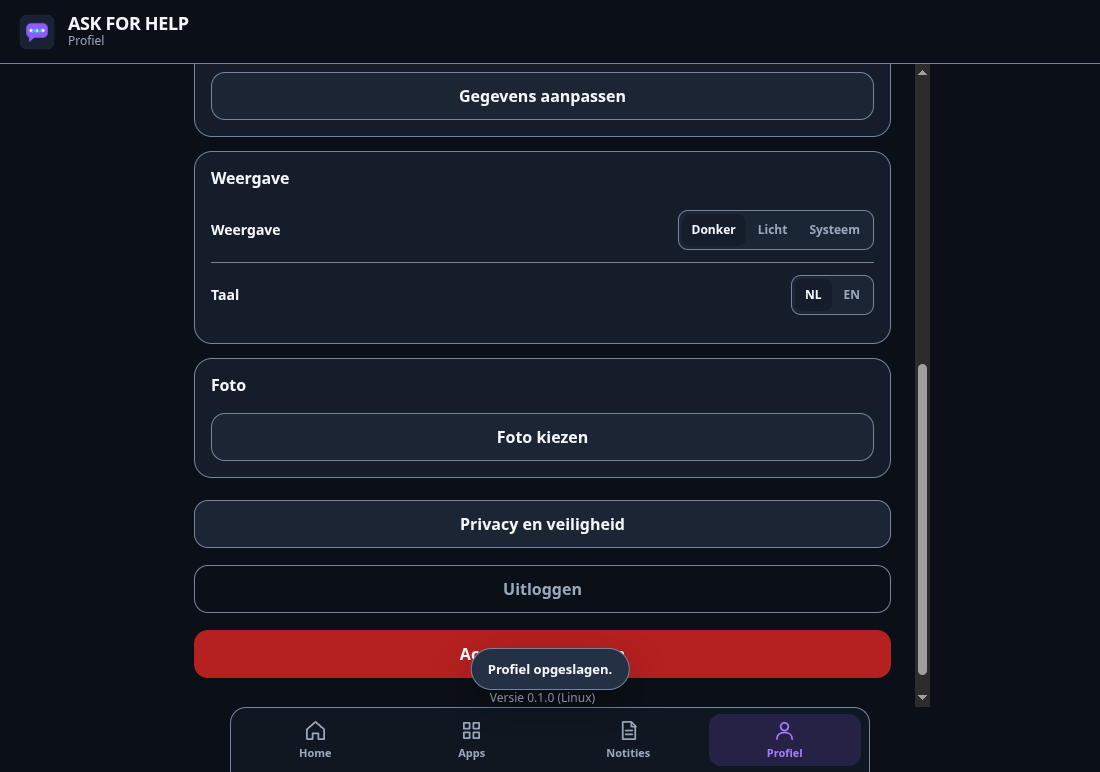 ASK FOR HELP
Profiel
Gegevens aanpassen
Weergave
Weergave
Donker Licht Systeem
Taal
NL EN
Foto
Foto kiezen
Privacy en veiligheid
Uitloggen
Profiel opgeslagen.
Versie 0.1.0 (Linux)
Home Apps Notities Profiel